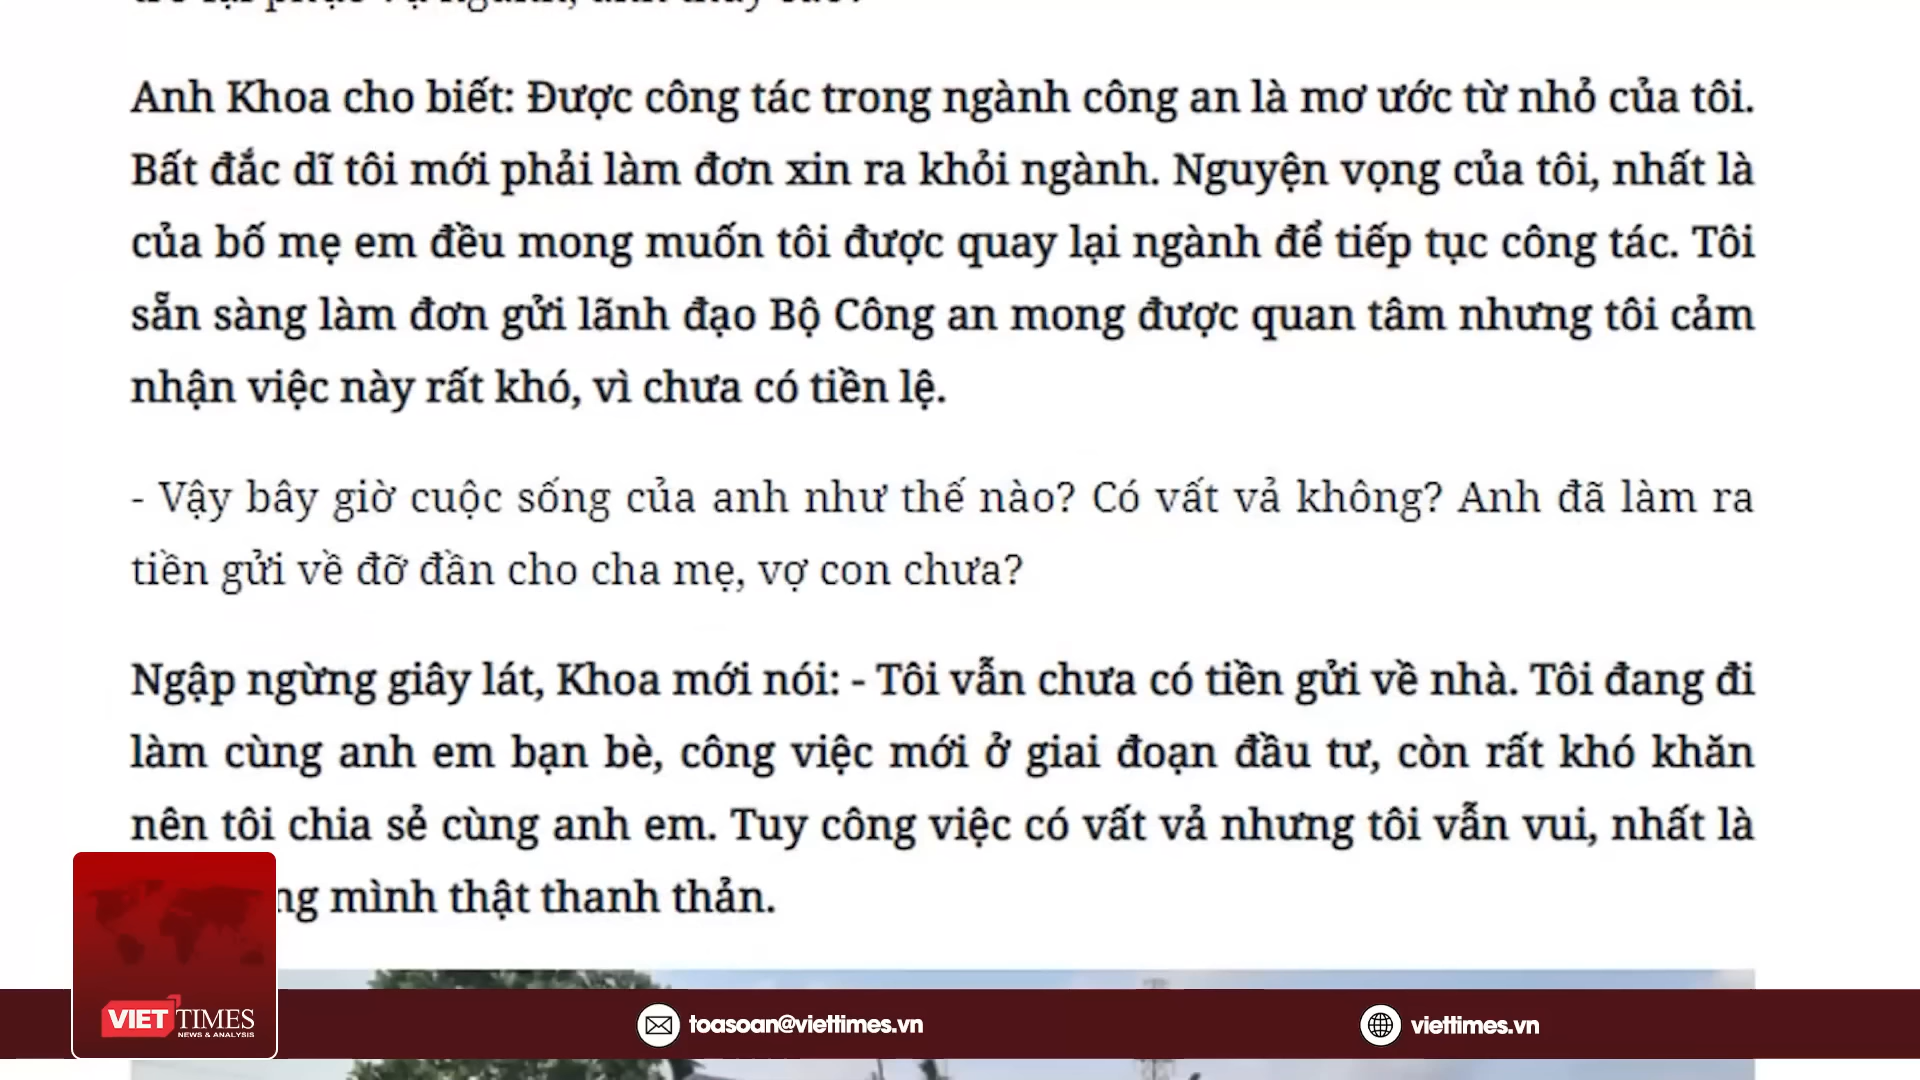 Anh Khoa cho biết: Được công tác trong ngành công an là mơ ước từ nhỏ của tôi.
Bất đắc dĩ tôi mới phải làm đơn xin ra khỏi ngành. Nguyện vọng của tôi, nhất là
của bố mẹ em đều mong muốn tôi được quay lại ngành để tiếp tục công tác. Tôi
sẵn sàng làm đơn gửi lãnh đạo Bộ Công an mong được quan tâm nhưng tôi cảm
nhận việc này rất khó, vì chưa có tiền lệ.
- Vậy bây giờ cuộc sống của anh như thế nào? Có vất vả không? Anh đã làm ra
tiền gửi về đỡ đần cho cha mẹ, vợ con chưa?
Ngập ngừng giây lát, Khoa mới nói: - Tôi vẫn chưa có tiền gửi về nhà. Tôi đang đi
làm cùng anh em bạn bè, công việc mới ở giai đoạn đầu tư, còn rất khó khăn
nên tôi chia sẻ cùng anh em. Tuy công việc có vất vả nhưng tôi vẫn vui, nhất là
mình thật thanh thản.
VIETTIMES
NEWS & ANALYSIS
toasoan@viettimes.vn
viettimes.vn